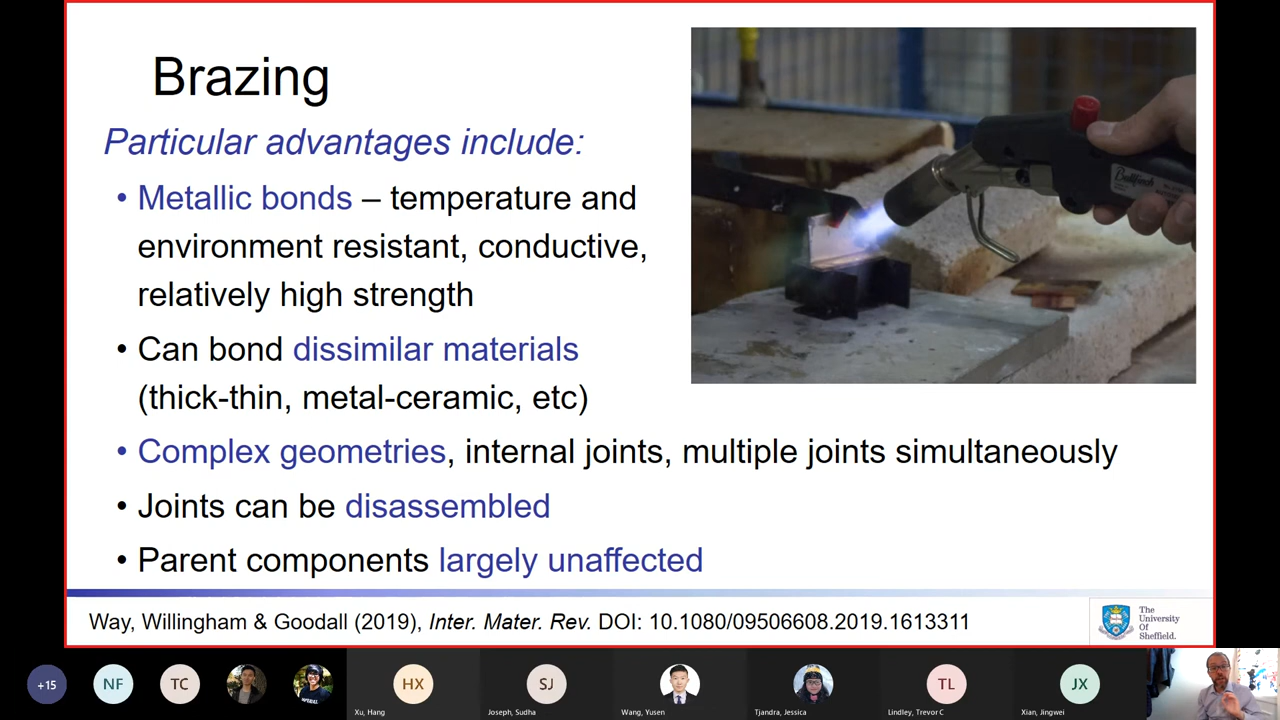 Brazing
Particular advantages include:
• Metallic bonds – temperature and
environment resistant, conductive,
relatively high strength
• Can bond dissimilar materials
(thick-thin, metal-ceramic, etc)
• Complex geometries, internal joints, multiple joints simultaneously
• Joints can be disassembled
• Parent components largely unaffected
Way, Willingham & Goodall (2019), Inter. Mater. Rev. DOI: 10.1080/09506608.2019.1613311
The
University
Of
Sheffield.
Bullfinch
+15
NF
TC
HX
SJ
TL
JX
Xu, Hang
Joseph, Sudha
Wang, Yusen
Tjandra, Jessica
Lindley, Trevor C
Xian, Jingwei